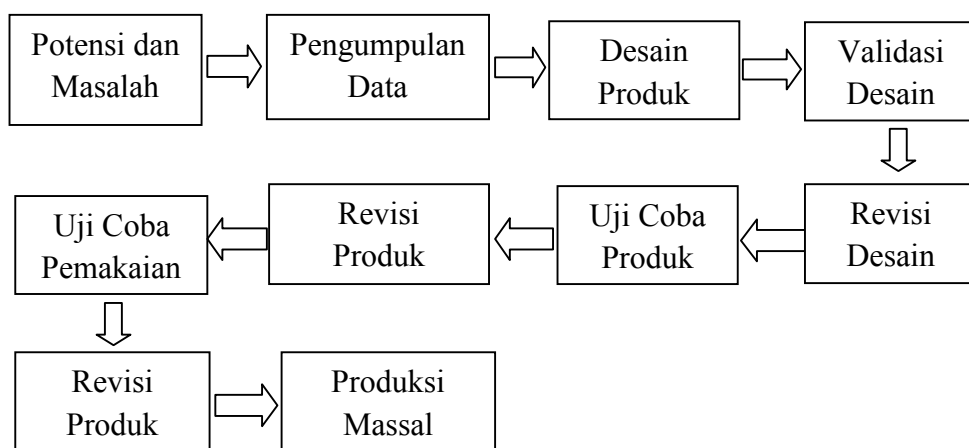 Potensi dan
Masalah
Pengumpulan
Data
Desain
Produk
Validasi
Desain
Revisi
Desain
Uji Coba
Produk
Revisi
Produk
Uji Coba
Pemakaian
Revisi
Produk
Produksi
Massal